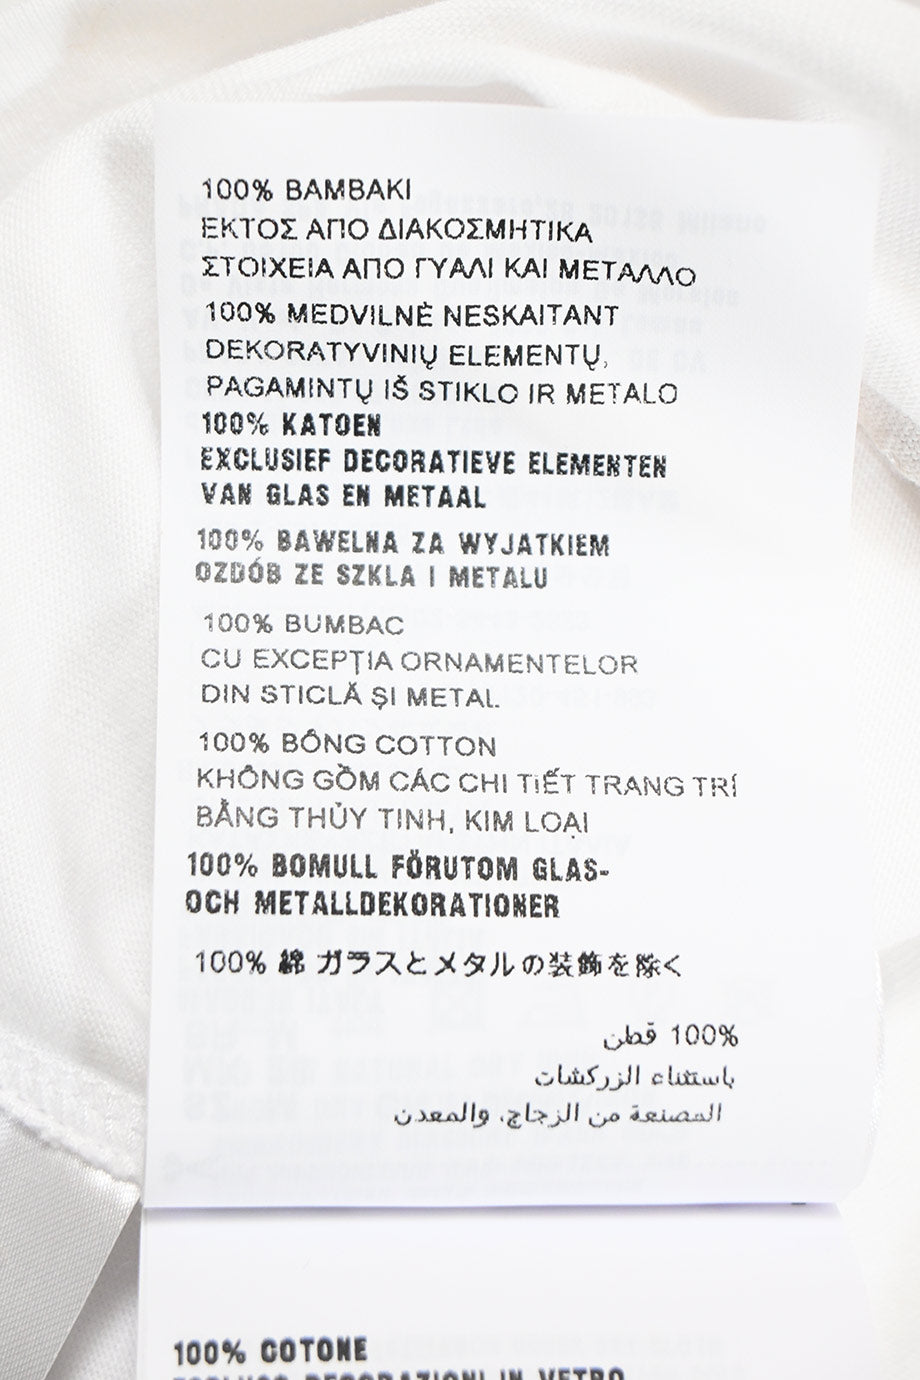 100% BAMBAKI
ΕΚΤΟΣ ΑΠΟ ΔΙΑΚΟΣΜΗΤΙΚΑ
ΣΤΟΙΧΕΙΑ ΑΠΟ ΓΥΑΛΙ ΚΑΙ ΜΕΤΑΛΛΟ
100% MEDVILNĖ NESKAITANT
DEKORATYVINIŲ ELEMENTŲ,
PAGAMINTŲ IŠ STIKLO IR METALO
100% KATOEN
EXCLUSIEF DECORATIEVE ELEMENTEN
VAN GLAS EN METAAL
100% BAWELNA ZA WYJATKIEM
OZDÓB ZE SZKLA I METALU
100% BUMBAC
CU EXCEPŢIA ORNAMENTELOR
DIN STICLĂ ŞI METAL
100% BÔNG COTTON
KHÔNG GỒM CÁC CHI TIẾT TRANG TRÍ
BẰNG THỦY TINH, KIM LOẠI
100% BOMULL FÖRUTOM GLAS-
OCH METALLDEKORATIONER
100% 綿 ガラスとメタルの装飾を除く
100% قطن
باستثناء الزركشات
المصنعة من الزجاج، والمعدن
100% COTONE
ESCLUSO DECORAZIONI IN VETRO